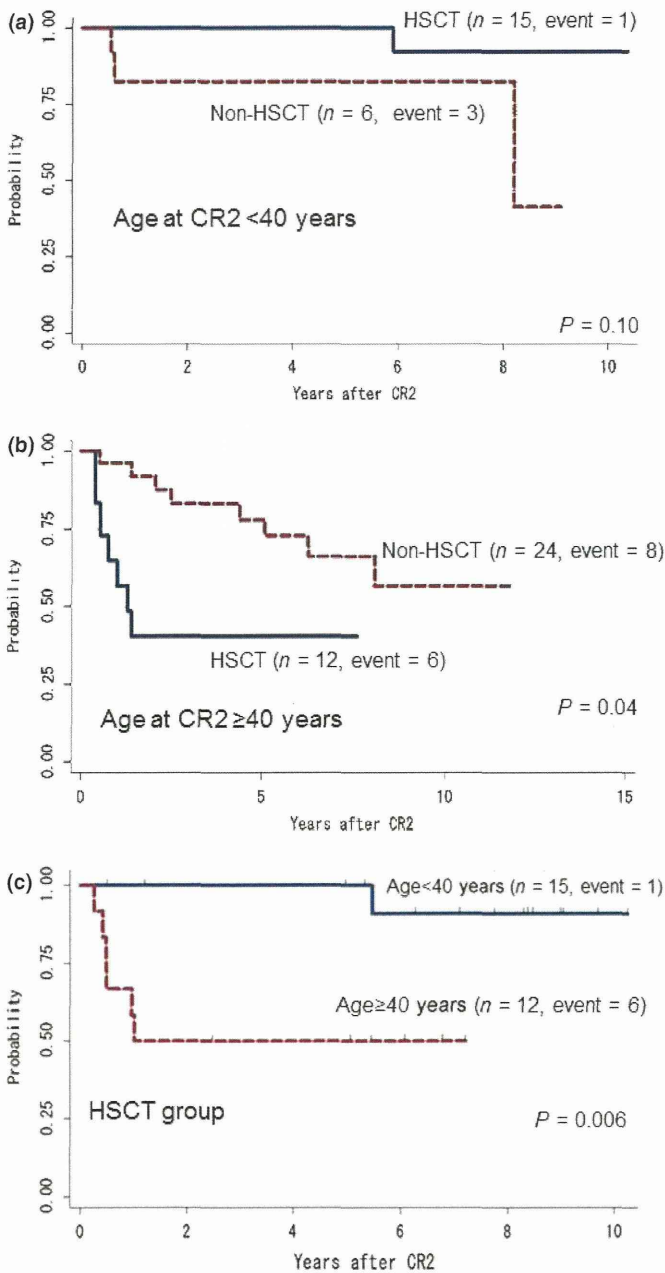 (a)
HSCT (n = 15, event = 1)
Non-HSCT (n = 6, event = 3)
Age at CR2 <40 years
P = 0.10
Probability
0.00 0.25 0.50 0.75 1.00
0 2 4 6 8 10
Years after CR2
(b)
Non-HSCT (n = 24, event = 8)
HSCT (n = 12, event = 6)
Age at CR2 ≥40 years
P = 0.04
Probability
0.00 0.25 0.50 0.75 1.00
0 5 10 15
Years after CR2
(c)
Age<40 years (n = 15, event = 1)
Age≥40 years (n = 12, event = 6)
HSCT group
P = 0.006
Probability
0.00 0.25 0.50 0.75 1.00
0 2 4 6 8 10
Years after CR2